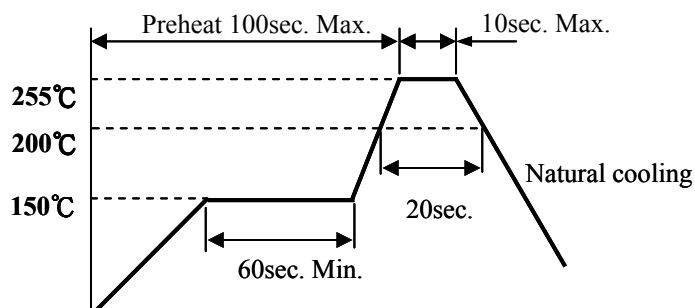 Preheat 100sec. Max.
10sec. Max.
255℃
200℃
Natural cooling
150℃
20sec.
60sec. Min.